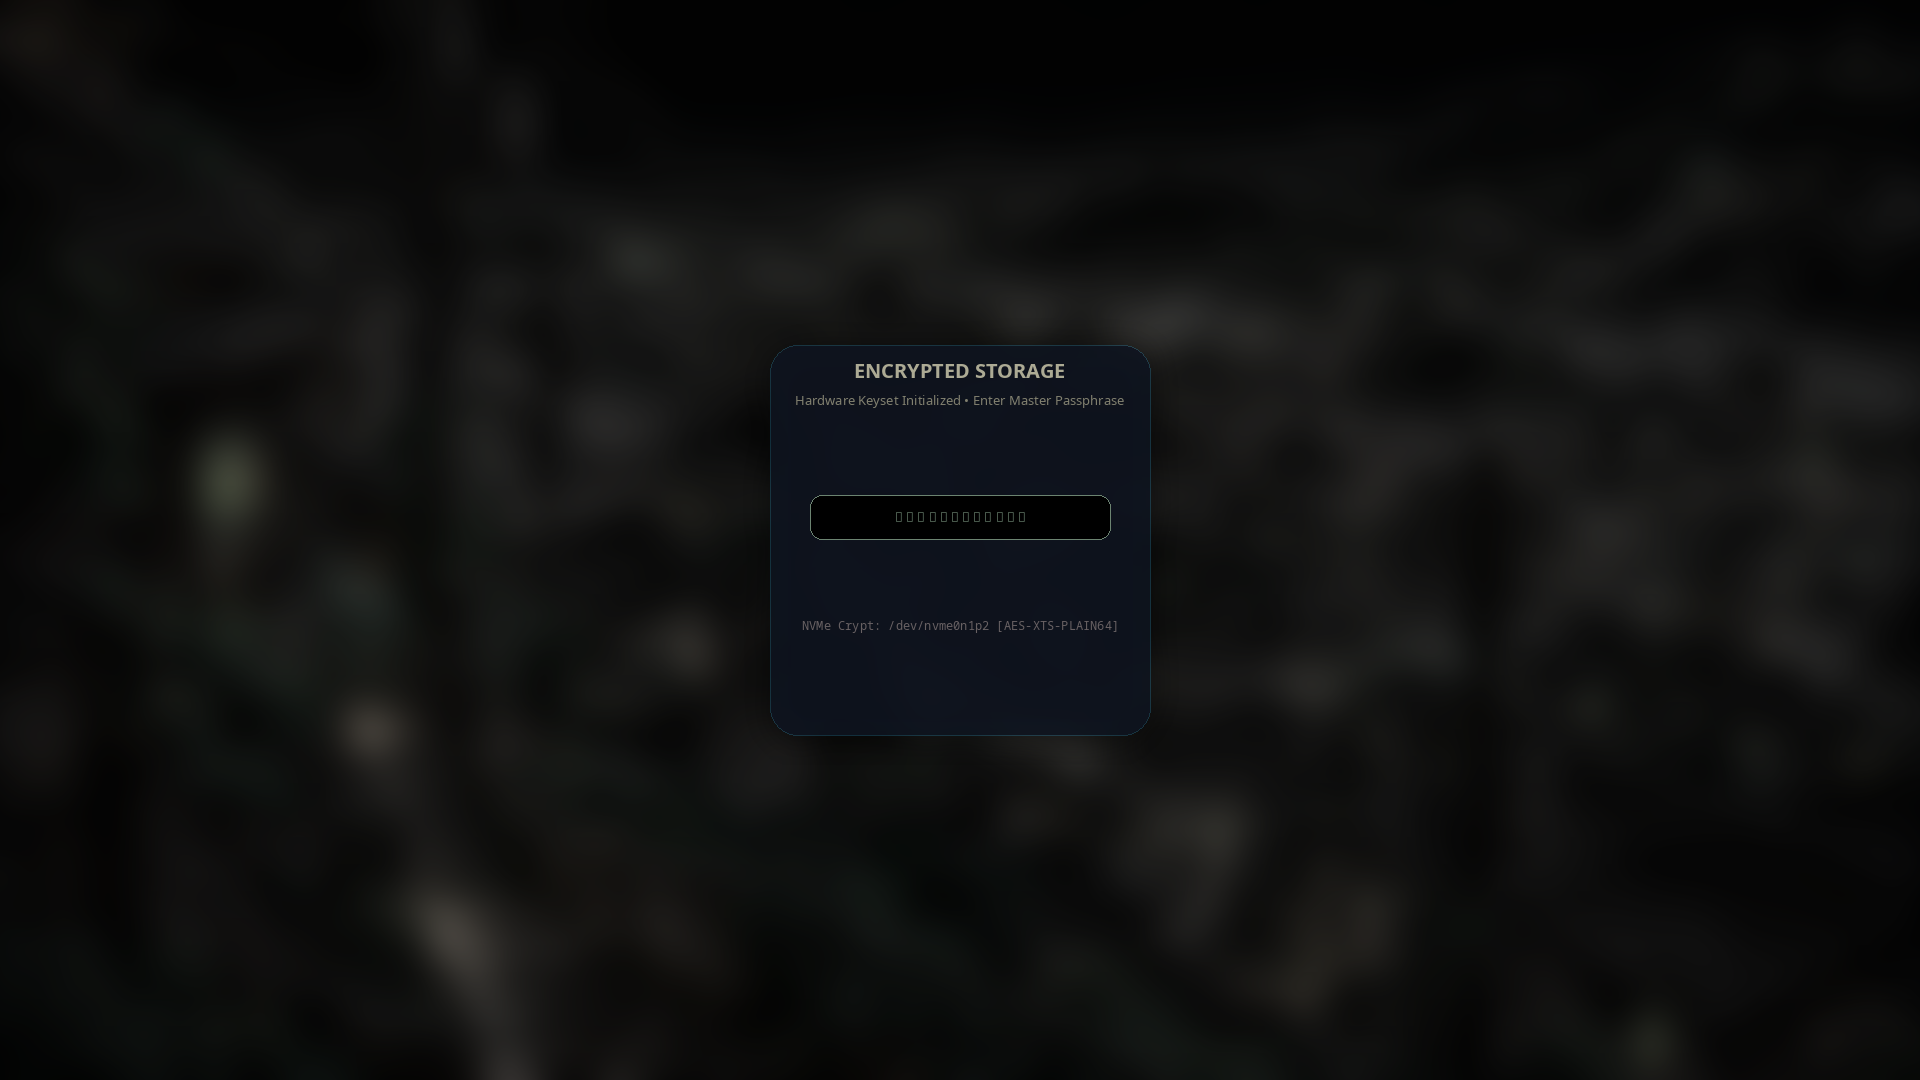 ENCRYPTED STORAGE
Hardware Keyset Initialized • Enter Master Passphrase
▯▯▯▯▯▯▯▯▯▯▯▯
NVMe Crypt: /dev/nvme0n1p2 [AES-XTS-PLAIN64]